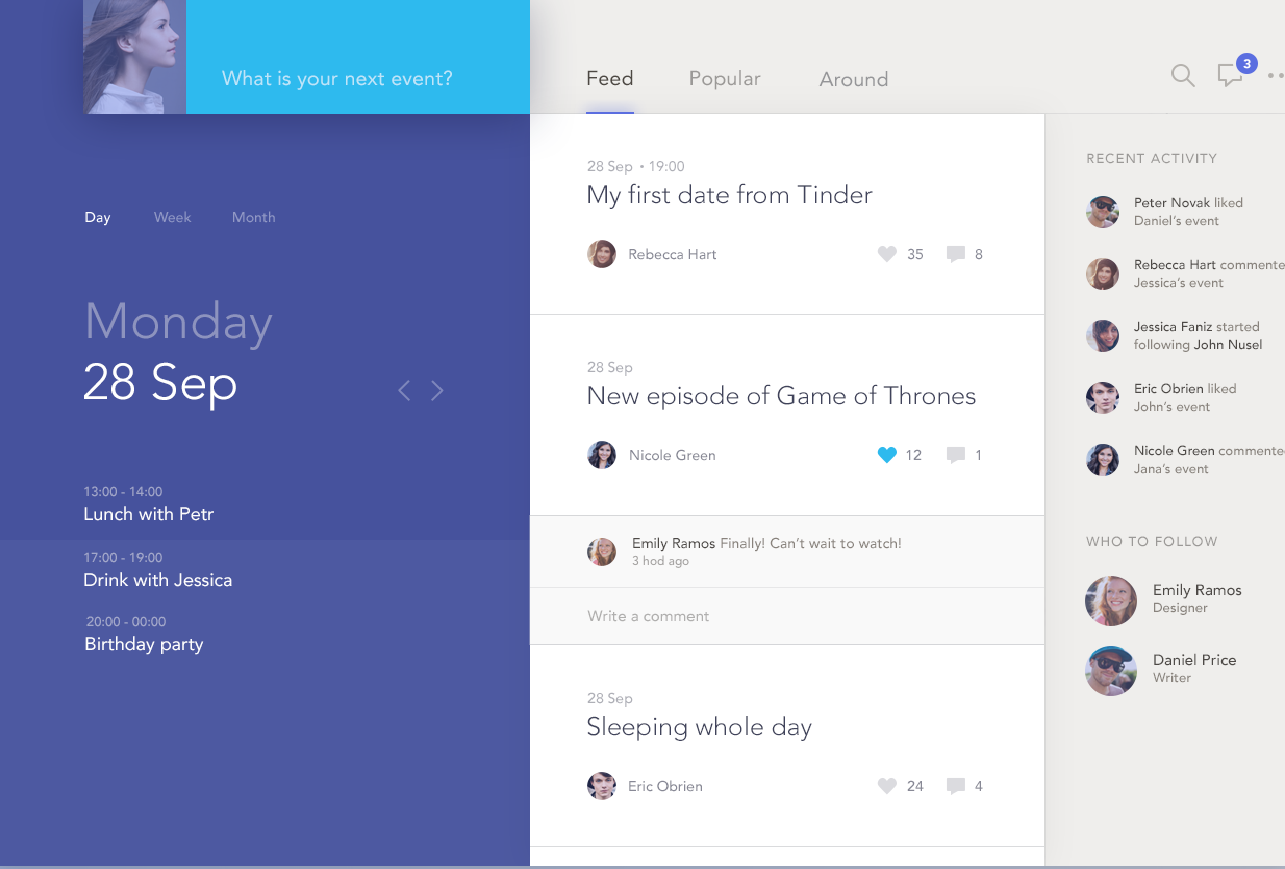 What is your next event?
Feed
Popular
Around
3
Day
Week
Month
Monday
28 Sep
13:00 - 14:00
Lunch with Petr
17:00 - 19:00
Drink with Jessica
20:00 - 00:00
Birthday party
28 Sep • 19:00
My first date from Tinder
Rebecca Hart
35
8
28 Sep
New episode of Game of Thrones
Nicole Green
12
1
Emily Ramos Finally! Can't wait to watch!
3 hod ago
Write a comment
28 Sep
Sleeping whole day
Eric Obrien
24
4
RECENT ACTIVITY
Peter Novak liked
Daniel's event
Rebecca Hart commente
Jessica's event
Jessica Faniz started
following John Nusel
Eric Obrien liked
John's event
Nicole Green commente
Jana's event
WHO TO FOLLOW
Emily Ramos
Designer
Daniel Price
Writer